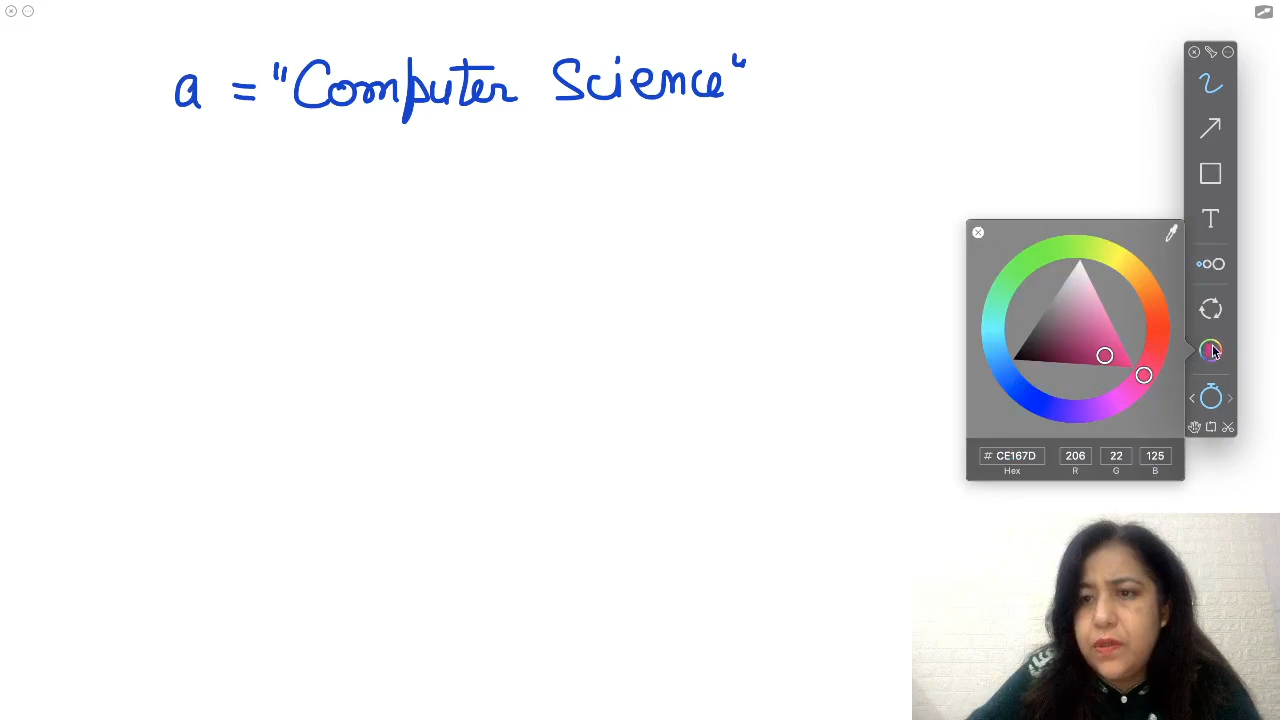 a = "Computer Science"
T
# CE167D 206 22 125
Hex R G B